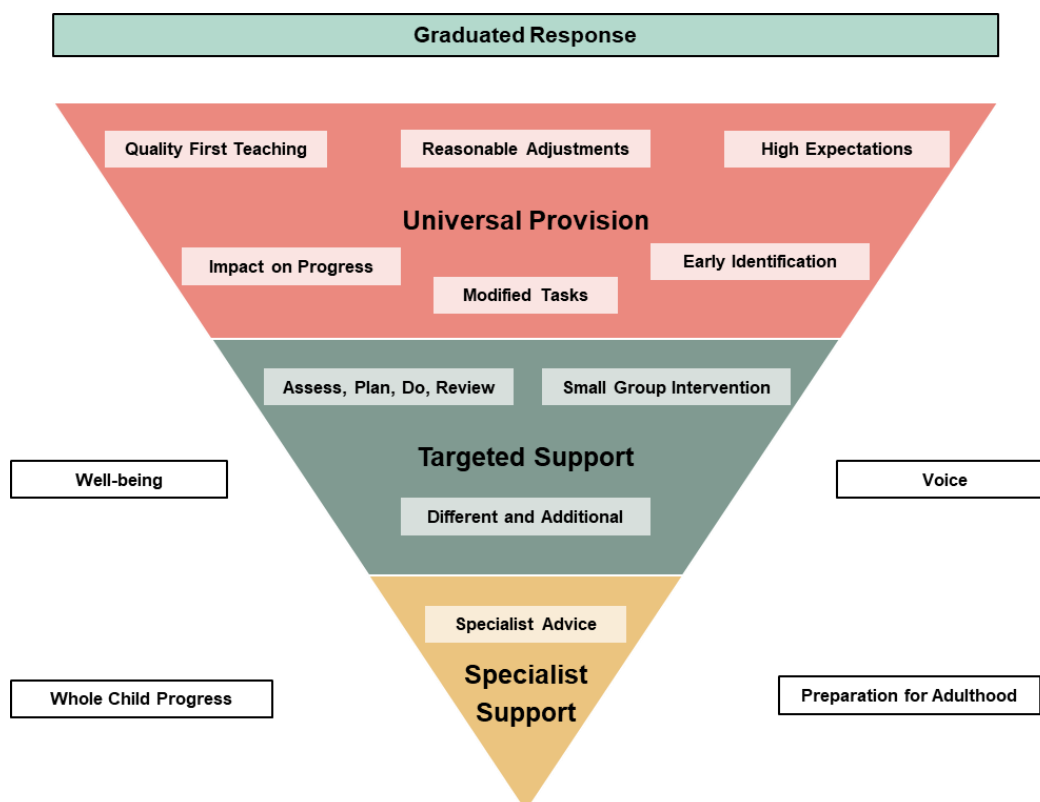 Graduated Response
Quality First Teaching
Reasonable Adjustments
High Expectations
Universal Provision
Impact on Progress
Early Identification
Modified Tasks
Assess, Plan, Do, Review
Small Group Intervention
Targeted Support
Well-being
Voice
Different and Additional
Specialist Advice
Specialist
Support
Whole Child Progress
Preparation for Adulthood